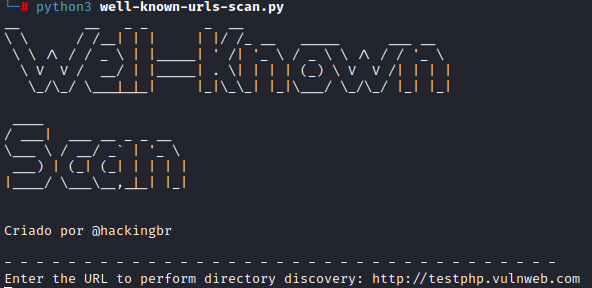 └─# python3 well-known-urls-scan.py
Well-known
Scan
Criado por @hackingbr
- - - - - - - - - - - - - - - - - - - - - - - - - - - - - - - - - - - - - - -
Enter the URL to perform directory discovery: http://testphp.vulnweb.com